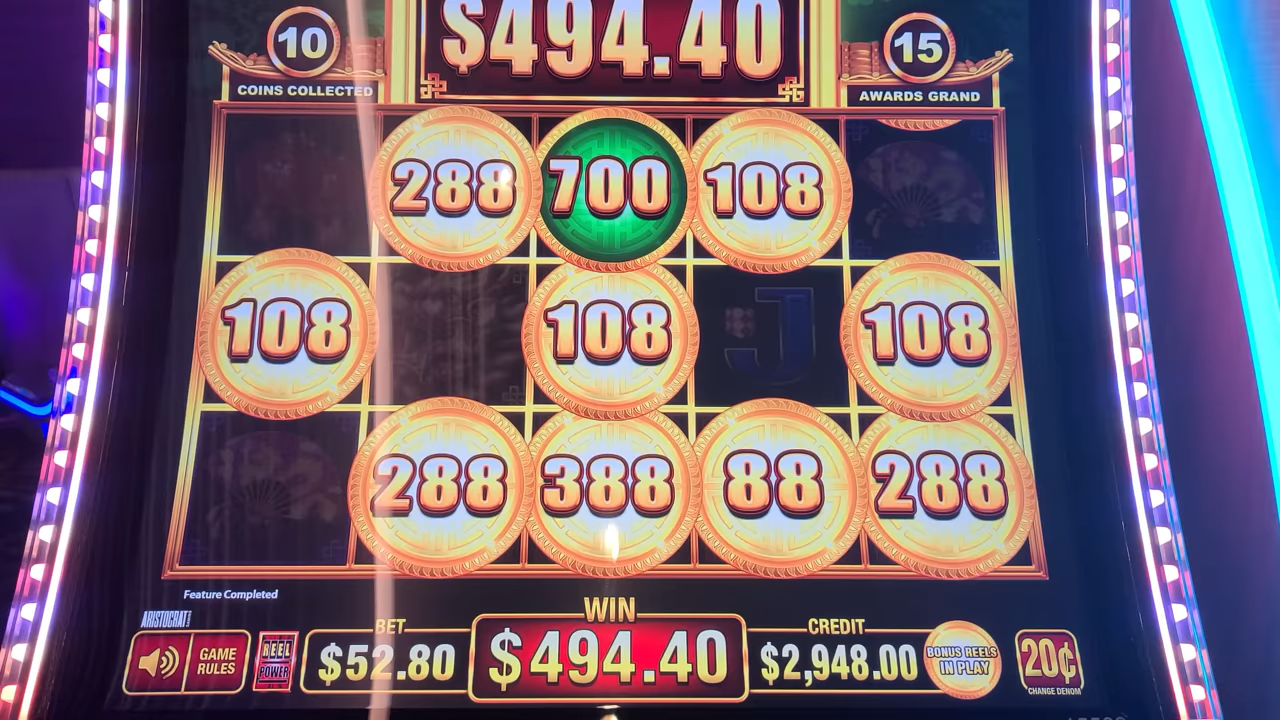 $494.40
10
COINS COLLECTED
15
AWARDS GRAND
288 700 108
108 108 J 108
288 388 88 288
Feature Completed
ARISTOCRAT
GAME RULES
REEL POWER
BET
$52.80
WIN
$494.40
CREDIT
$2,948.00
BONUS REELS IN PLAY
20¢
CHANGE DENOM